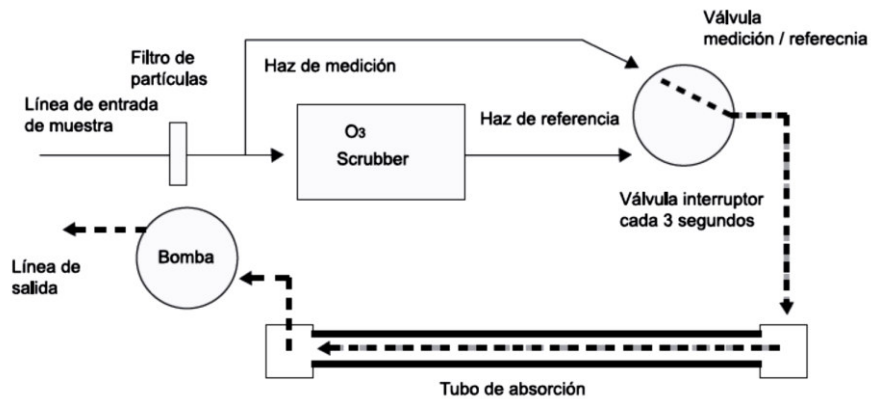 Válvula
medición / referecnia
Filtro de
partículas
Haz de medición
Línea de entrada
de muestra
O3
Scrubber
Haz de referencia
Válvula interruptor
cada 3 segundos
Bomba
Línea de
salida
Tubo de absorción